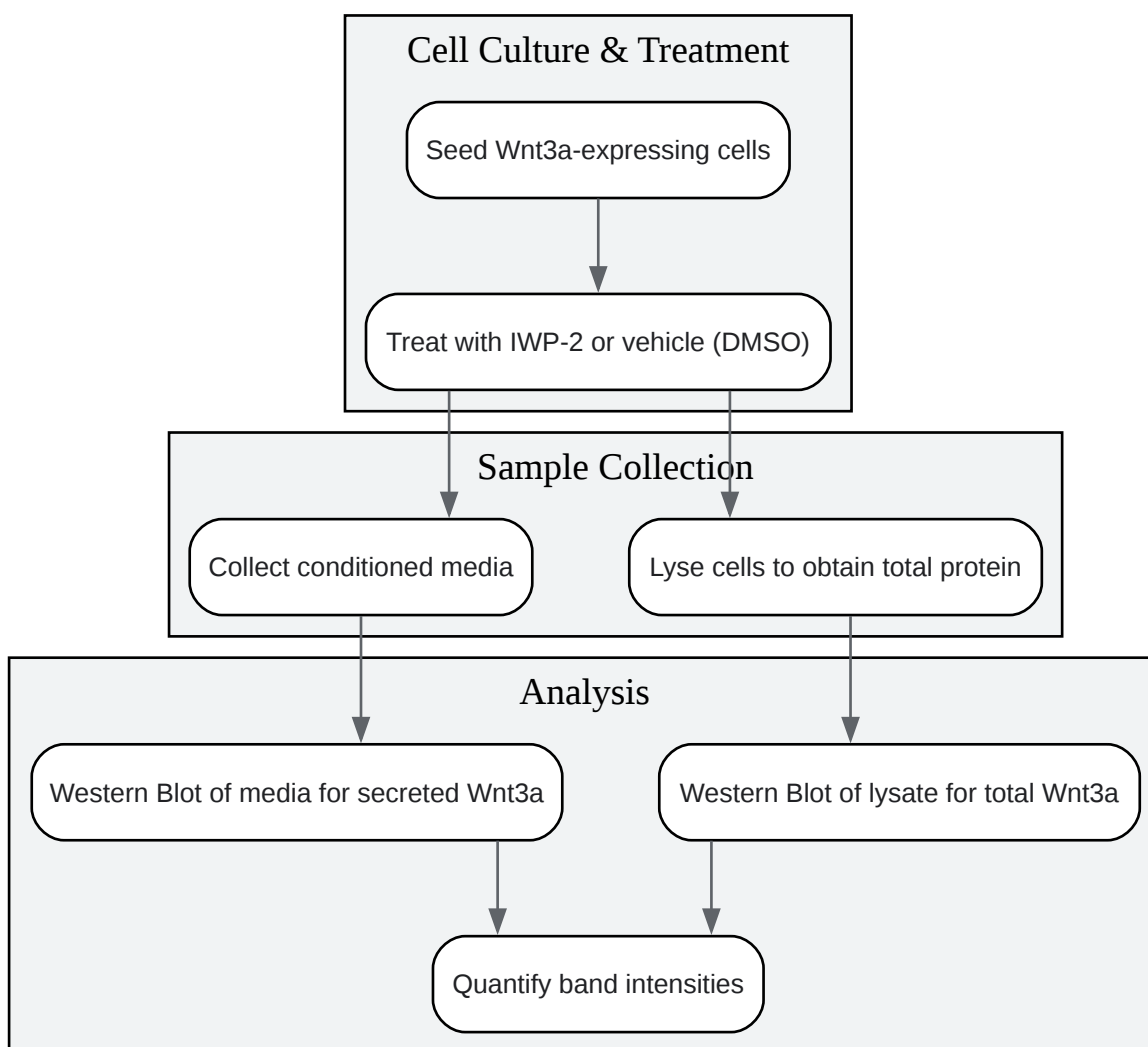 Cell Culture & Treatment
Seed Wnt3a-expressing cells
Treat with IWP-2 or vehicle (DMSO)
Sample Collection
Collect conditioned media
Lyse cells to obtain total protein
Analysis
Western Blot of media for secreted Wnt3a
Western Blot of lysate for total Wnt3a
Quantify band intensities